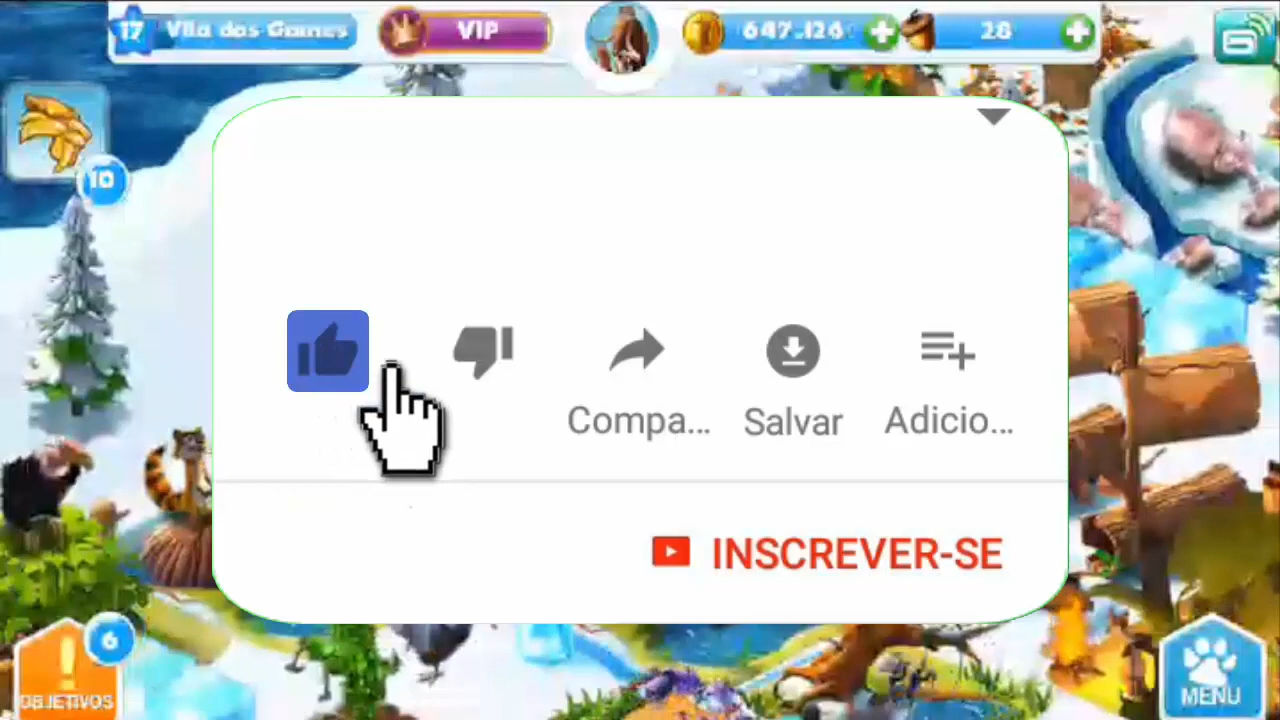 17 Vila dos Games VIP 647.124 28
10
Compa... Salvar Adicio...
INSCREVER-SE
6
OBJETIVOS
MENU